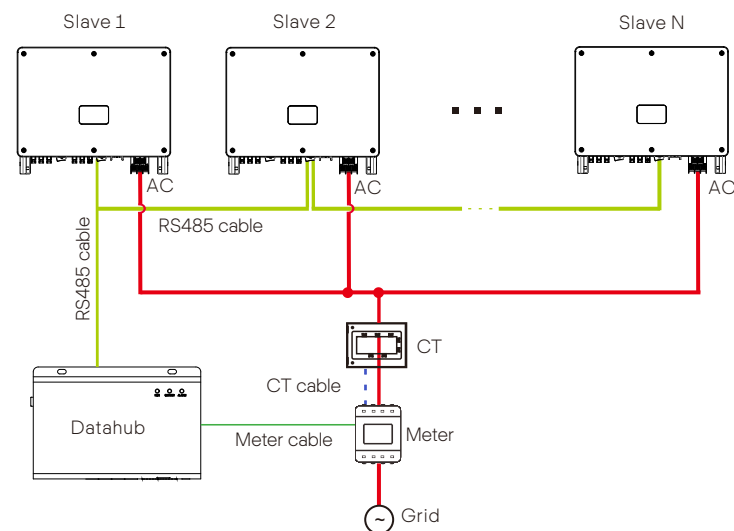 Slave 1
Slave 2
Slave N
AC
AC
AC
RS485 cable
RS485 cable
CT
CT cable
Datahub
Meter cable
Meter
~
Grid